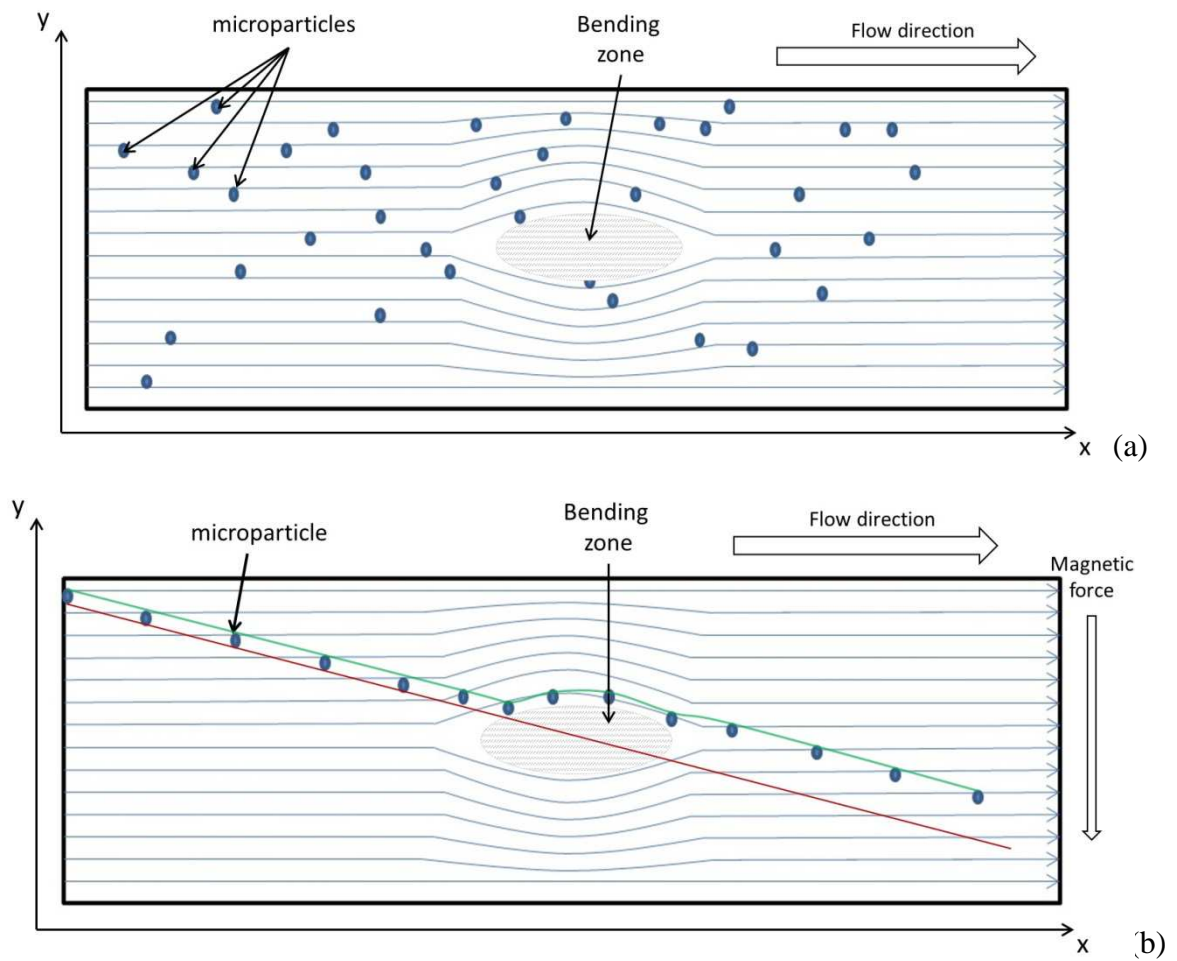 y
microparticles
Bending
zone
Flow direction
x
(a)
y
microparticle
Bending
zone
Flow direction
Magnetic
force
x
(b)